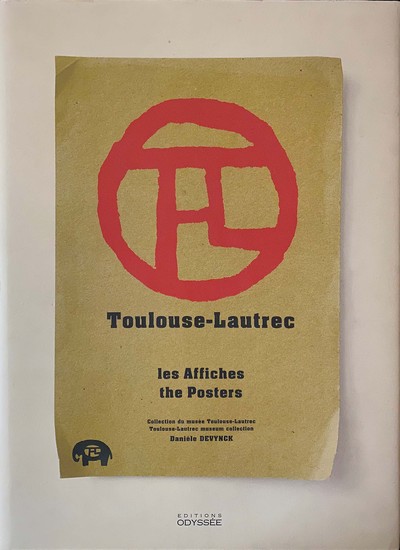 HTL
Toulouse-Lautrec
les Affiches
the Posters
Collection du musée Toulouse-Lautrec
Toulouse-Lautrec museum collection
Danièle DEVYNCK
EDITIONS
ODYSSÉE